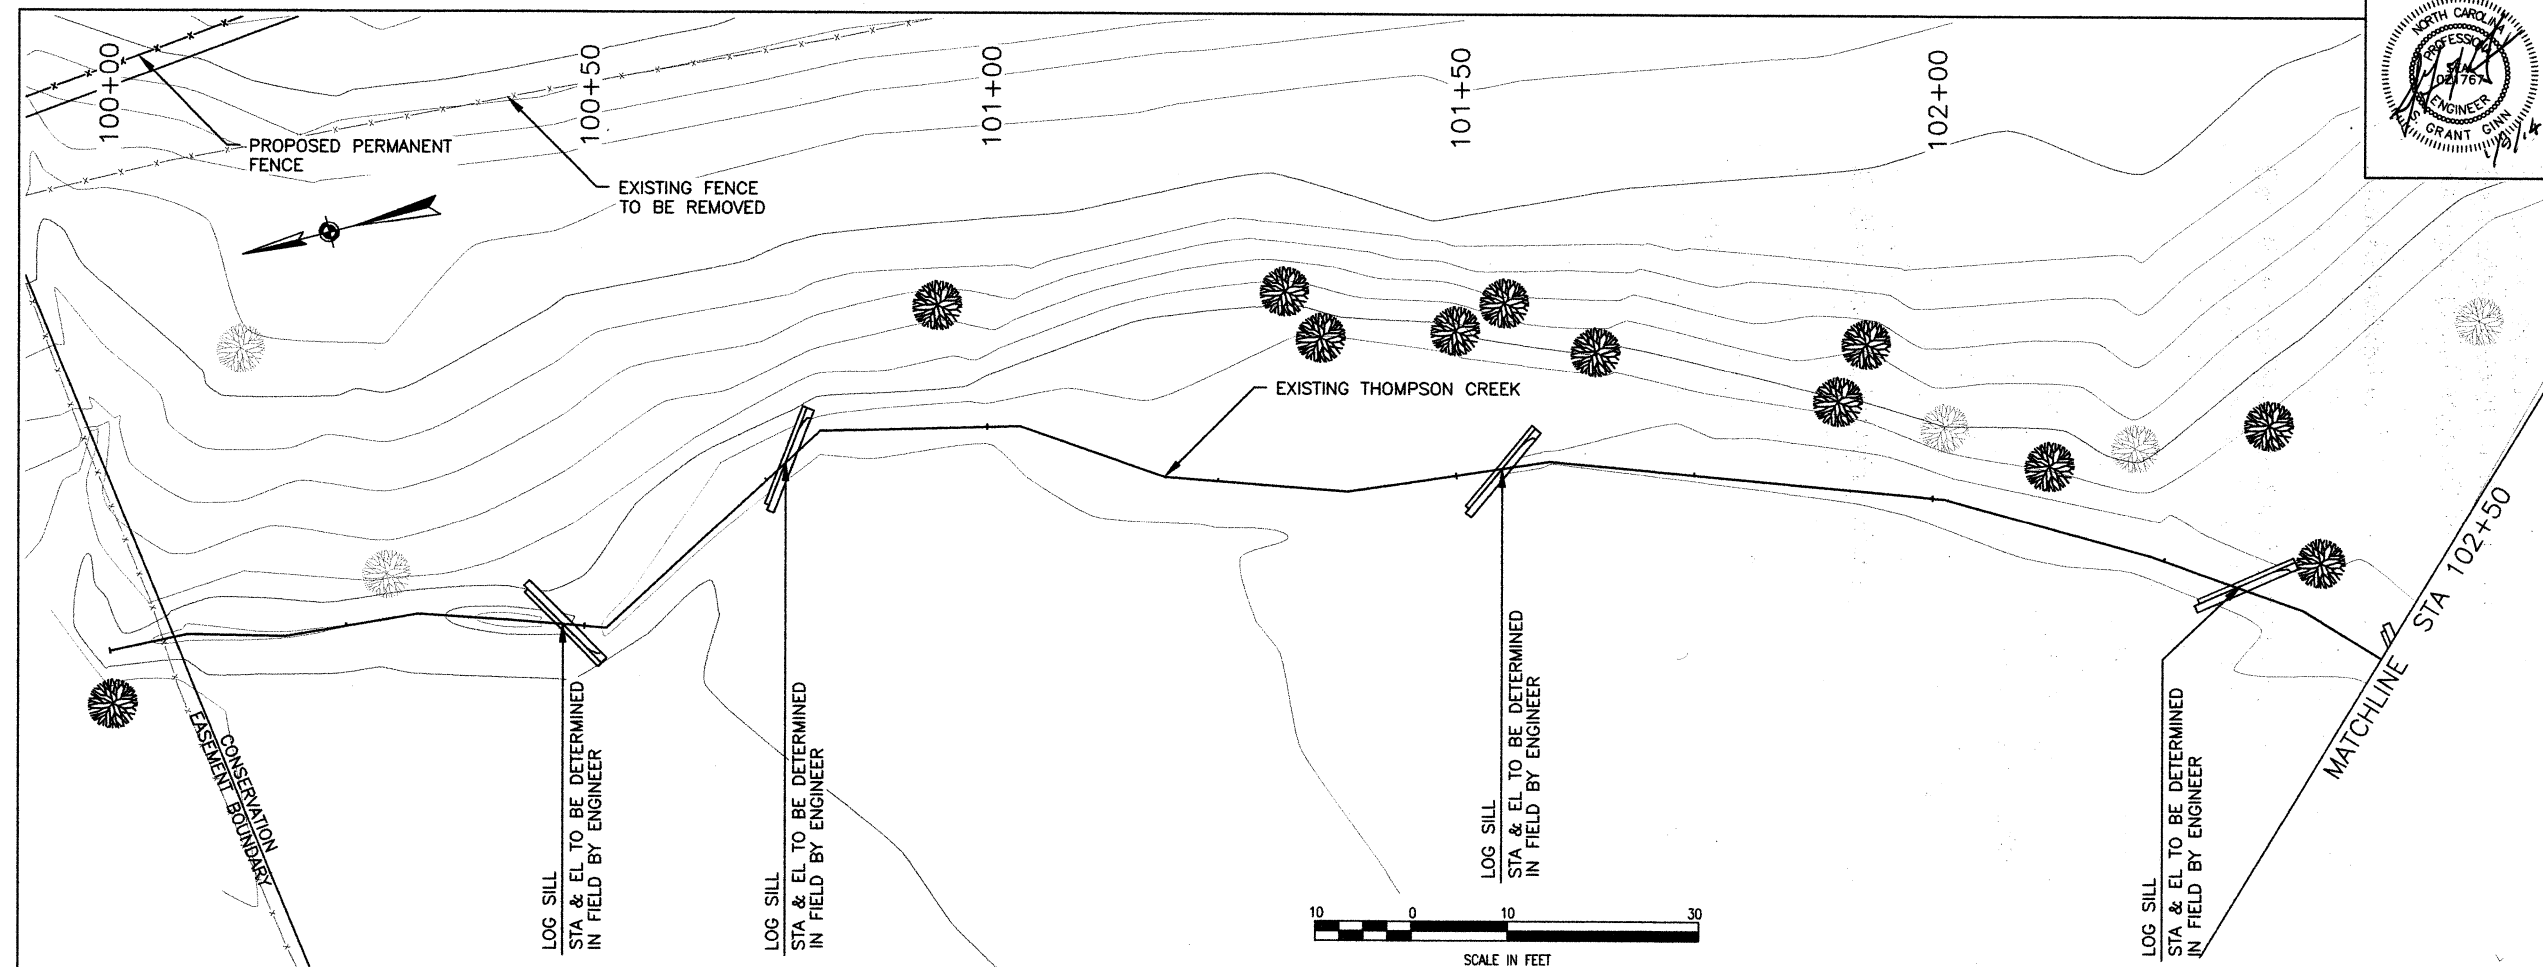 100+00
100+50
101+00
101+50
102+00
NORTH CAROLINA
PROFESSIONAL
SEAL
021767
ENGINEER
S. GRANT GINN
PROPOSED PERMANENT
FENCE
EXISTING FENCE
TO BE REMOVED
EXISTING THOMPSON CREEK
CONSERVATION
EASEMENT BOUNDARY
LOG SILL
STA & EL TO BE DETERMINED
IN FIELD BY ENGINEER
LOG SILL
STA & EL TO BE DETERMINED
IN FIELD BY ENGINEER
LOG SILL
STA & EL TO BE DETERMINED
IN FIELD BY ENGINEER
LOG SILL
STA & EL TO BE DETERMINED
IN FIELD BY ENGINEER
MATCHLINE STA 102+50
10 0 10 30
SCALE IN FEET